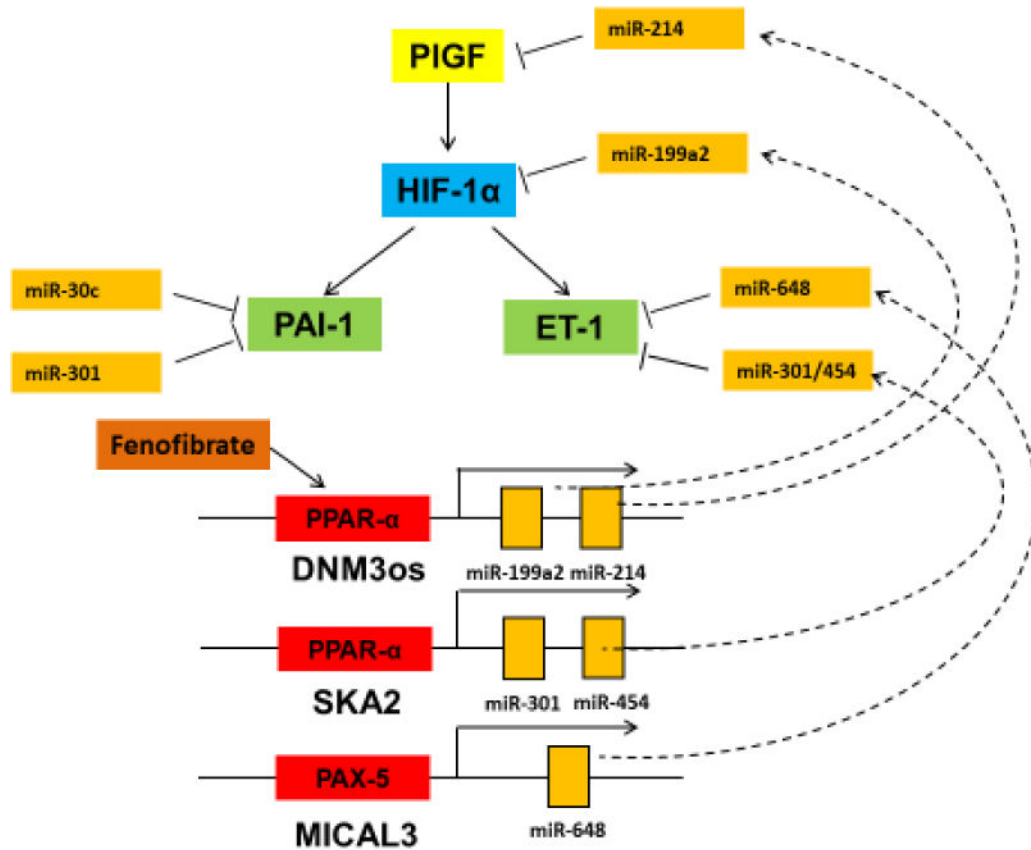 miR-214
PIGF
miR-199a2
HIF-1α
miR-30c
miR-648
PAI-1
ET-1
miR-301
miR-301/454
Fenofibrate
PPAR-α
DNM3os
miR-199a2
miR-214
PPAR-α
SKA2
miR-301
miR-454
PAX-5
MICAL3
miR-648